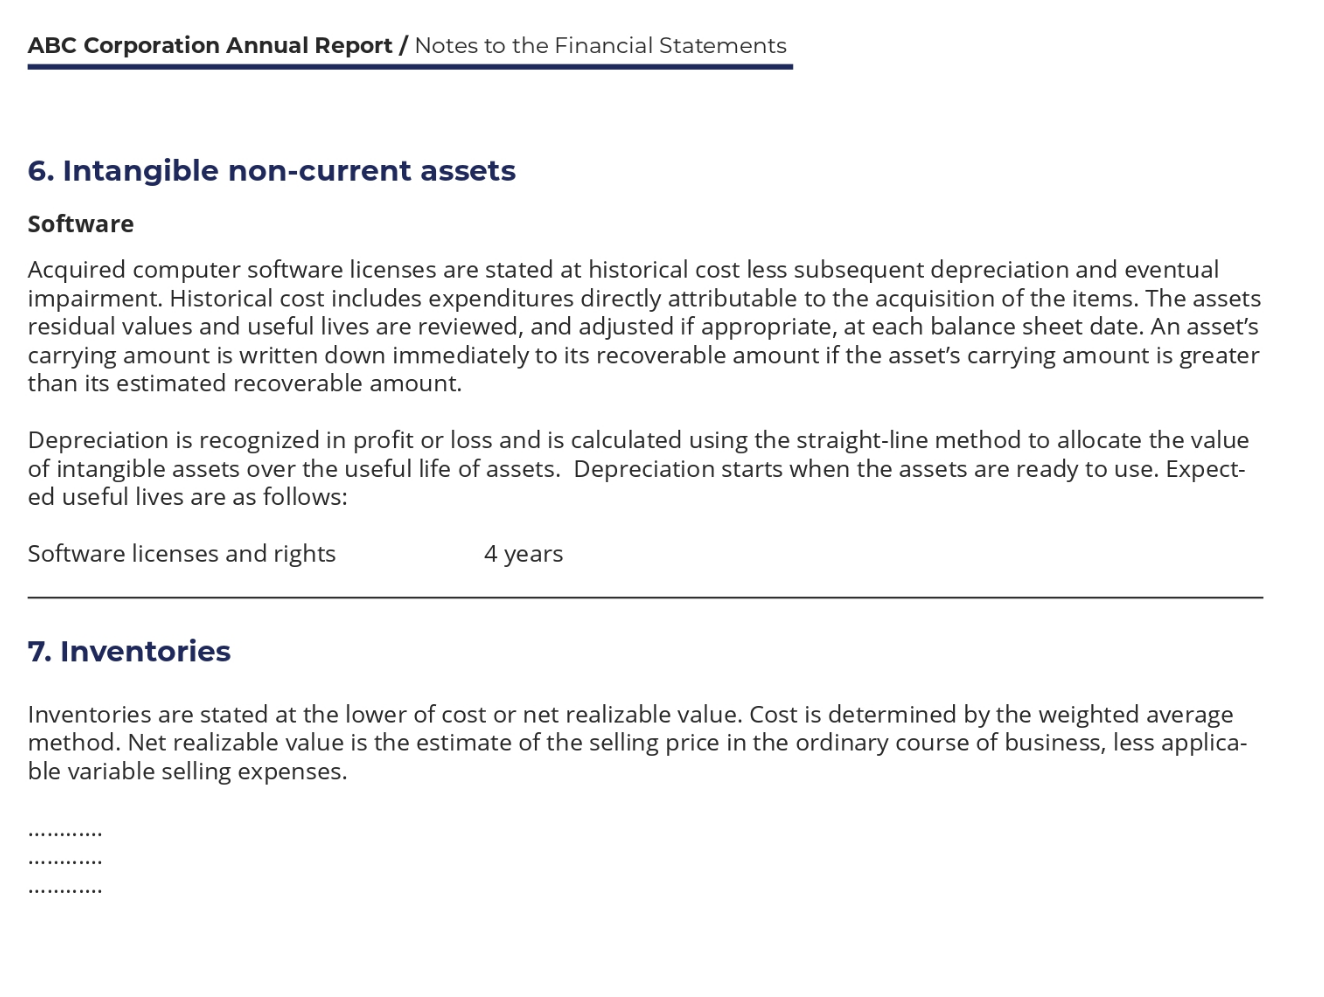 ABC Corporation Annual Report / Notes to the Financial Statements
6. Intangible non-current assets
Software
Acquired computer software licenses are stated at historical cost less subsequent depreciation and eventual
impairment. Historical cost includes expenditures directly attributable to the acquisition of the items. The assets
residual values and useful lives are reviewed, and adjusted if appropriate, at each balance sheet date. An asset’s
carrying amount is written down immediately to its recoverable amount if the asset’s carrying amount is greater
than its estimated recoverable amount.
Depreciation is recognized in profit or loss and is calculated using the straight-line method to allocate the value
of intangible assets over the useful life of assets.  Depreciation starts when the assets are ready to use. Expect-
ed useful lives are as follows:
Software licenses and rights 4 years
7. Inventories
Inventories are stated at the lower of cost or net realizable value. Cost is determined by the weighted average
method. Net realizable value is the estimate of the selling price in the ordinary course of business, less applica-
ble variable selling expenses.
............
............
............